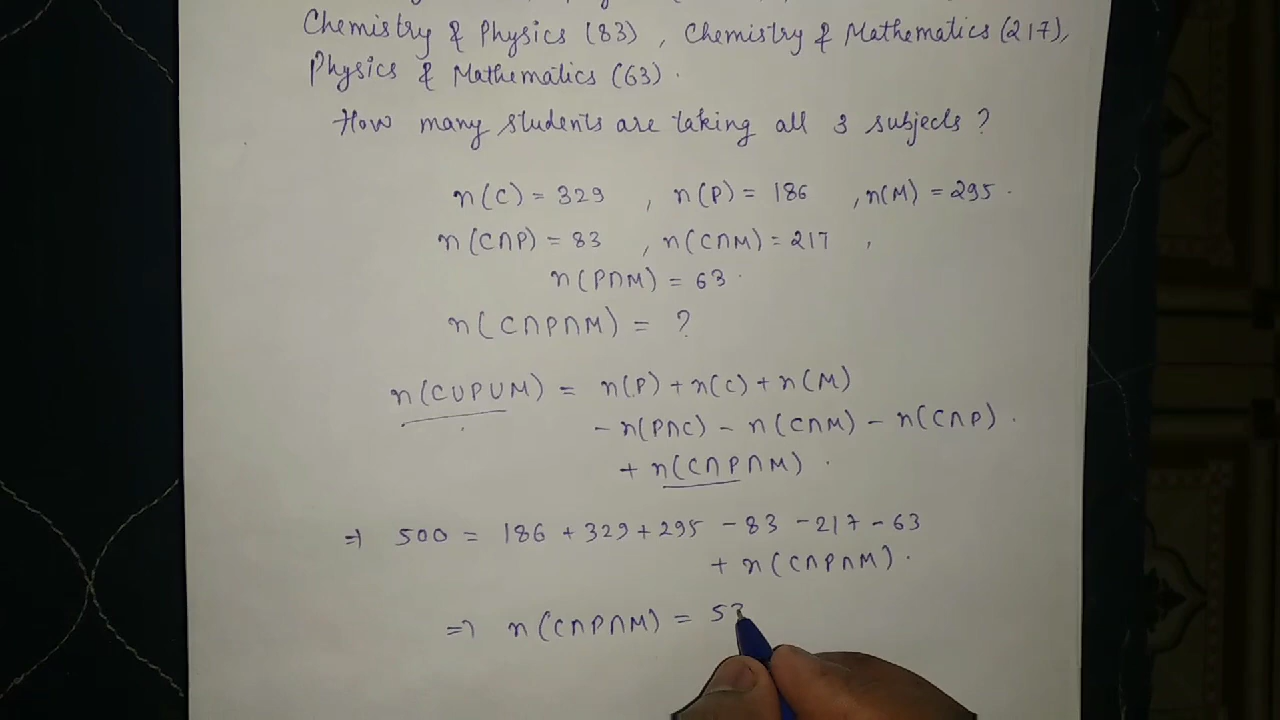 Chemistry & Physics (83), Chemistry & Mathematics (217),
Physics & Mathematics (63).
How many students are taking all 3 subjects?
n(C) = 329, n(P) = 186, n(M) = 295.
n(C∩P) = 83, n(C∩M) = 217,
n(P∩M) = 63.
n(C∩P∩M) = ?
n(C∪P∪M) = n(P) + n(C) + n(M)
- n(P∩C) - n(C∩M) - n(C∩P).
+ n(C∩P∩M).
⇒ 500 = 186 + 329 + 295 - 83 - 217 - 63
+ n(C∩P∩M).
⇒ n(C∩P∩M) = 53